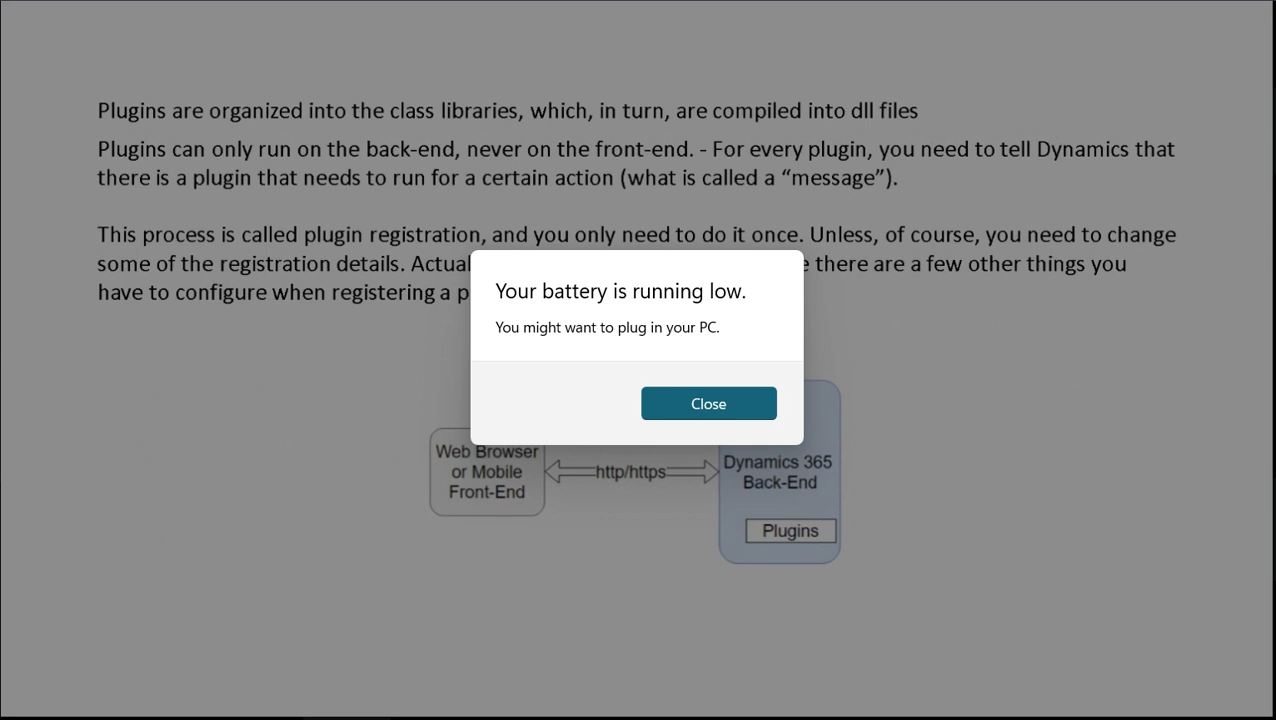 Plugins are organized into the class libraries, which, in turn, are compiled into dll files
Plugins can only run on the back-end, never on the front-end. - For every plugin, you need to tell Dynamics that
there is a plugin that needs to run for a certain action (what is called a “message”).
This process is called plugin registration, and you only need to do it once. Unless, of course, you need to change
some of the registration details. Actual there are a few other things you
have to configure when registering a p
Your battery is running low.
You might want to plug in your PC.
Close
Web Browser
or Mobile
Front-End
http/https
Dynamics 365
Back-End
Plugins